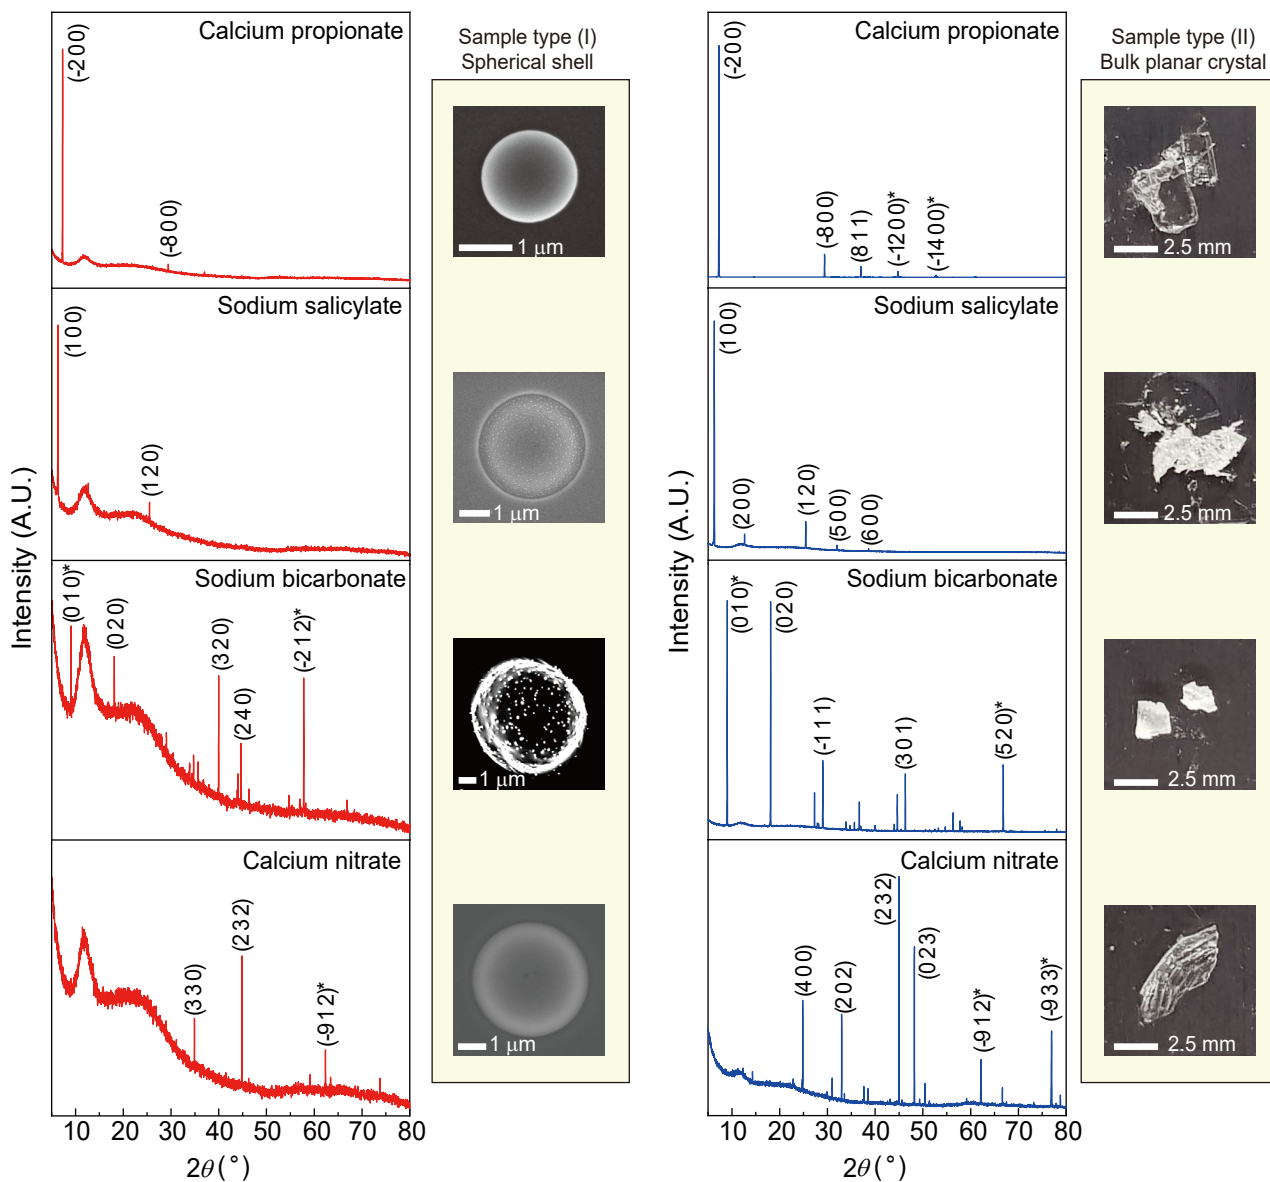 Calcium propionate
(-200)
(-800)
Sodium salicylate
(100)
(120)
Sodium bicarbonate
(010)*
(020)
(320)
(240)
(-212)*
Calcium nitrate
(330)
(232)
(-912)*
Intensity (A.U.)
10 20 30 40 50 60 70 80
2θ (°)
Sample type (I)
Spherical shell
1 μm
1 μm
1 μm
1 μm
Calcium propionate
(-200)
(-800)
(811)
(-1200)*
(-1400)*
Sodium salicylate
(100)
(200)
(120)
(500)
(600)
Sodium bicarbonate
(010)*
(020)
(-111)
(301)
(520)*
Calcium nitrate
(400)
(202)
(232)
(023)
(-912)*
(-933)*
Intensity (A.U.)
10 20 30 40 50 60 70 80
2θ (°)
Sample type (II)
Bulk planar crystal
2.5 mm
2.5 mm
2.5 mm
2.5 mm